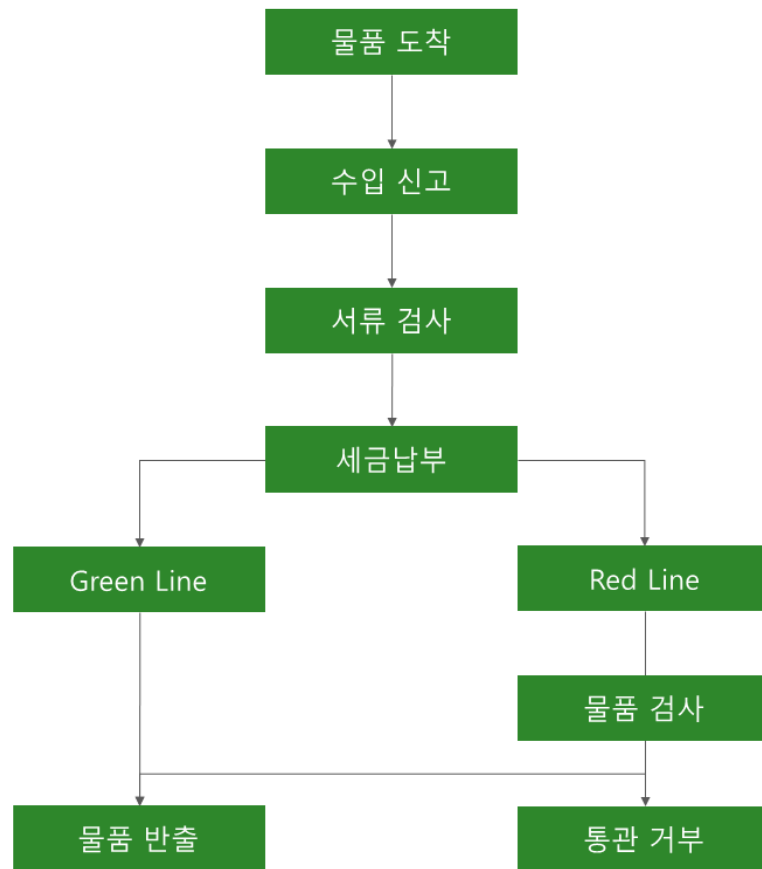 물품 도착
수입 신고
서류 검사
세금납부
Green Line
Red Line
물품 검사
물품 반출
통관 거부